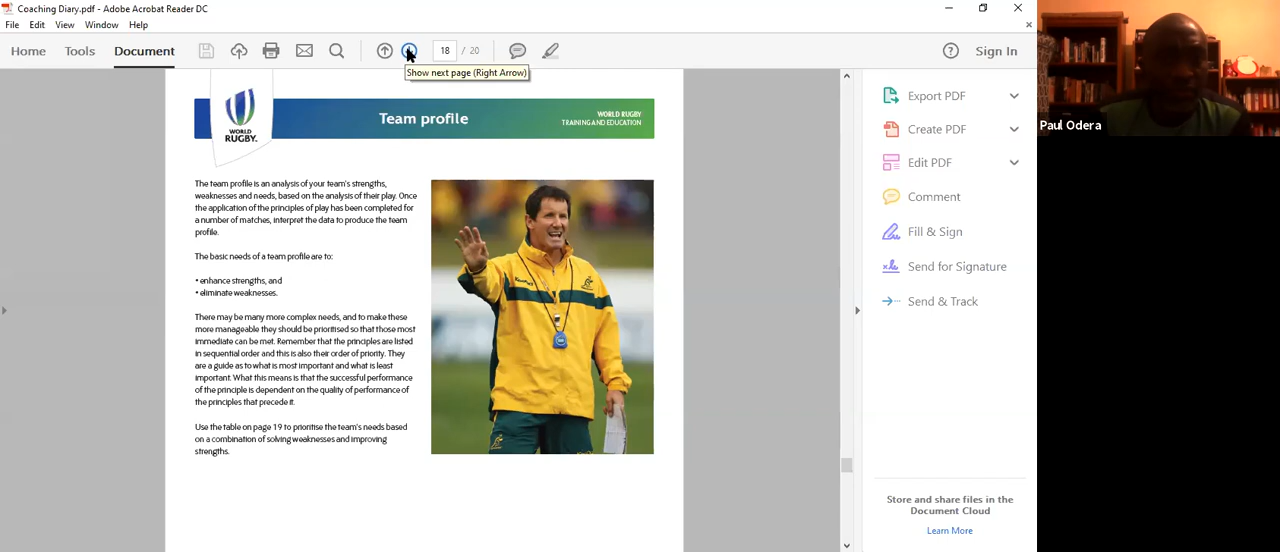 Coaching Diary.pdf - Adobe Acrobat Reader DC
File Edit View Window Help
Home Tools Document 18 / 20 Sign In
Show next page (Right Arrow)
WORLD RUGBY.
Team profile
WORLD RUGBY
TRAINING AND EDUCATION
The team profile is an analysis of your team's strengths,
weaknesses and needs, based on the analysis of their play. Once
the application of the principles of play has been completed for
a number of matches, interpret the data to produce the team
profile.
The basic needs of a team profile are to:
• enhance strengths, and
• eliminate weaknesses.
There may be many more complex needs, and to make these
more manageable they should be prioritised so that those most
immediate can be met. Remember that the principles are listed
in sequential order and this is also their order of priority. They
are a guide as to what is most important and what is least
important. What this means is that the successful performance
of the principle is dependent on the quality of performance of
the principles that precede it.
Use the table on page 19 to prioritise the team's needs based
on a combination of solving weaknesses and improving
strengths.
Export PDF
Create PDF
Edit PDF
Comment
Fill & Sign
Send for Signature
Send & Track
Store and share files in the
Document Cloud
Learn More
Paul Odera